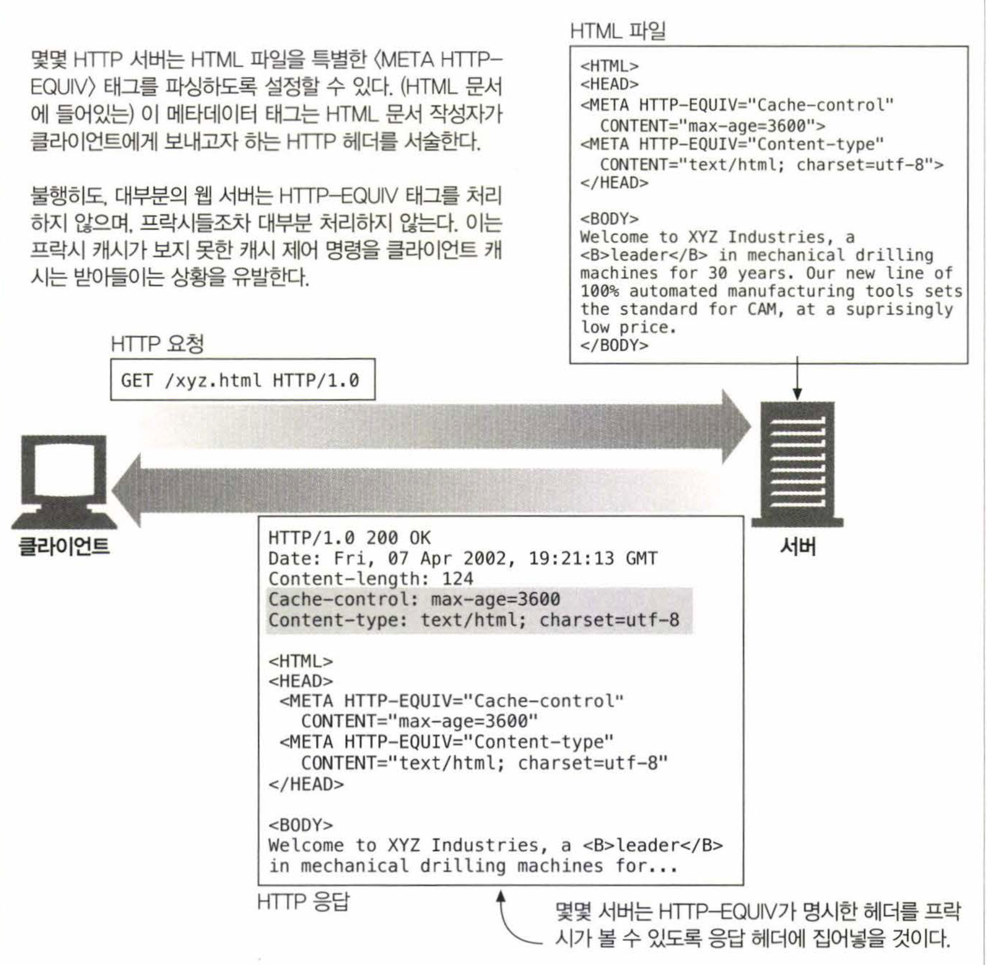 몇몇 HTTP 서버는 HTML 파일을 특별한 〈META HTTP-
EQUIV〉 태그를 파싱하도록 설정할 수 있다. (HTML 문서
에 들어있는) 이 메타데이터 태그는 HTML 문서 작성자가
클라이언트에게 보내고자 하는 HTTP 헤더를 서술한다.
불행히도, 대부분의 웹 서버는 HTTP-EQUIV 태그를 처리
하지 않으며, 프락시들조차 대부분 처리하지 않는다. 이는
프락시 캐시가 보지 못한 캐시 제어 명령을 클라이언트 캐
시는 받아들이는 상황을 유발한다.
HTML 파일
<HTML>
<HEAD>
<META HTTP-EQUIV="Cache-control"
CONTENT="max-age=3600">
<META HTTP-EQUIV="Content-type"
CONTENT="text/html; charset=utf-8">
</HEAD>
<BODY>
Welcome to XYZ Industries, a
<B>leader</B> in mechanical drilling
machines for 30 years. Our new line of
100% automated manufacturing tools sets
the standard for CAM, at a suprisingly
low price.
</BODY>
HTTP 요청
GET /xyz.html HTTP/1.0
클라이언트
서버
HTTP/1.0 200 OK
Date: Fri, 07 Apr 2002, 19:21:13 GMT
Content-length: 124
Cache-control: max-age=3600
Content-type: text/html; charset=utf-8
<HTML>
<HEAD>
<META HTTP-EQUIV="Cache-control"
CONTENT="max-age=3600"
<META HTTP-EQUIV="Content-type"
CONTENT="text/html; charset=utf-8"
</HEAD>
<BODY>
Welcome to XYZ Industries, a <B>leader</B>
in mechanical drilling machines for...
HTTP 응답
몇몇 서버는 HTTP-EQUIV가 명시한 헤더를 프락
시가 볼 수 있도록 응답 헤더에 집어넣을 것이다.